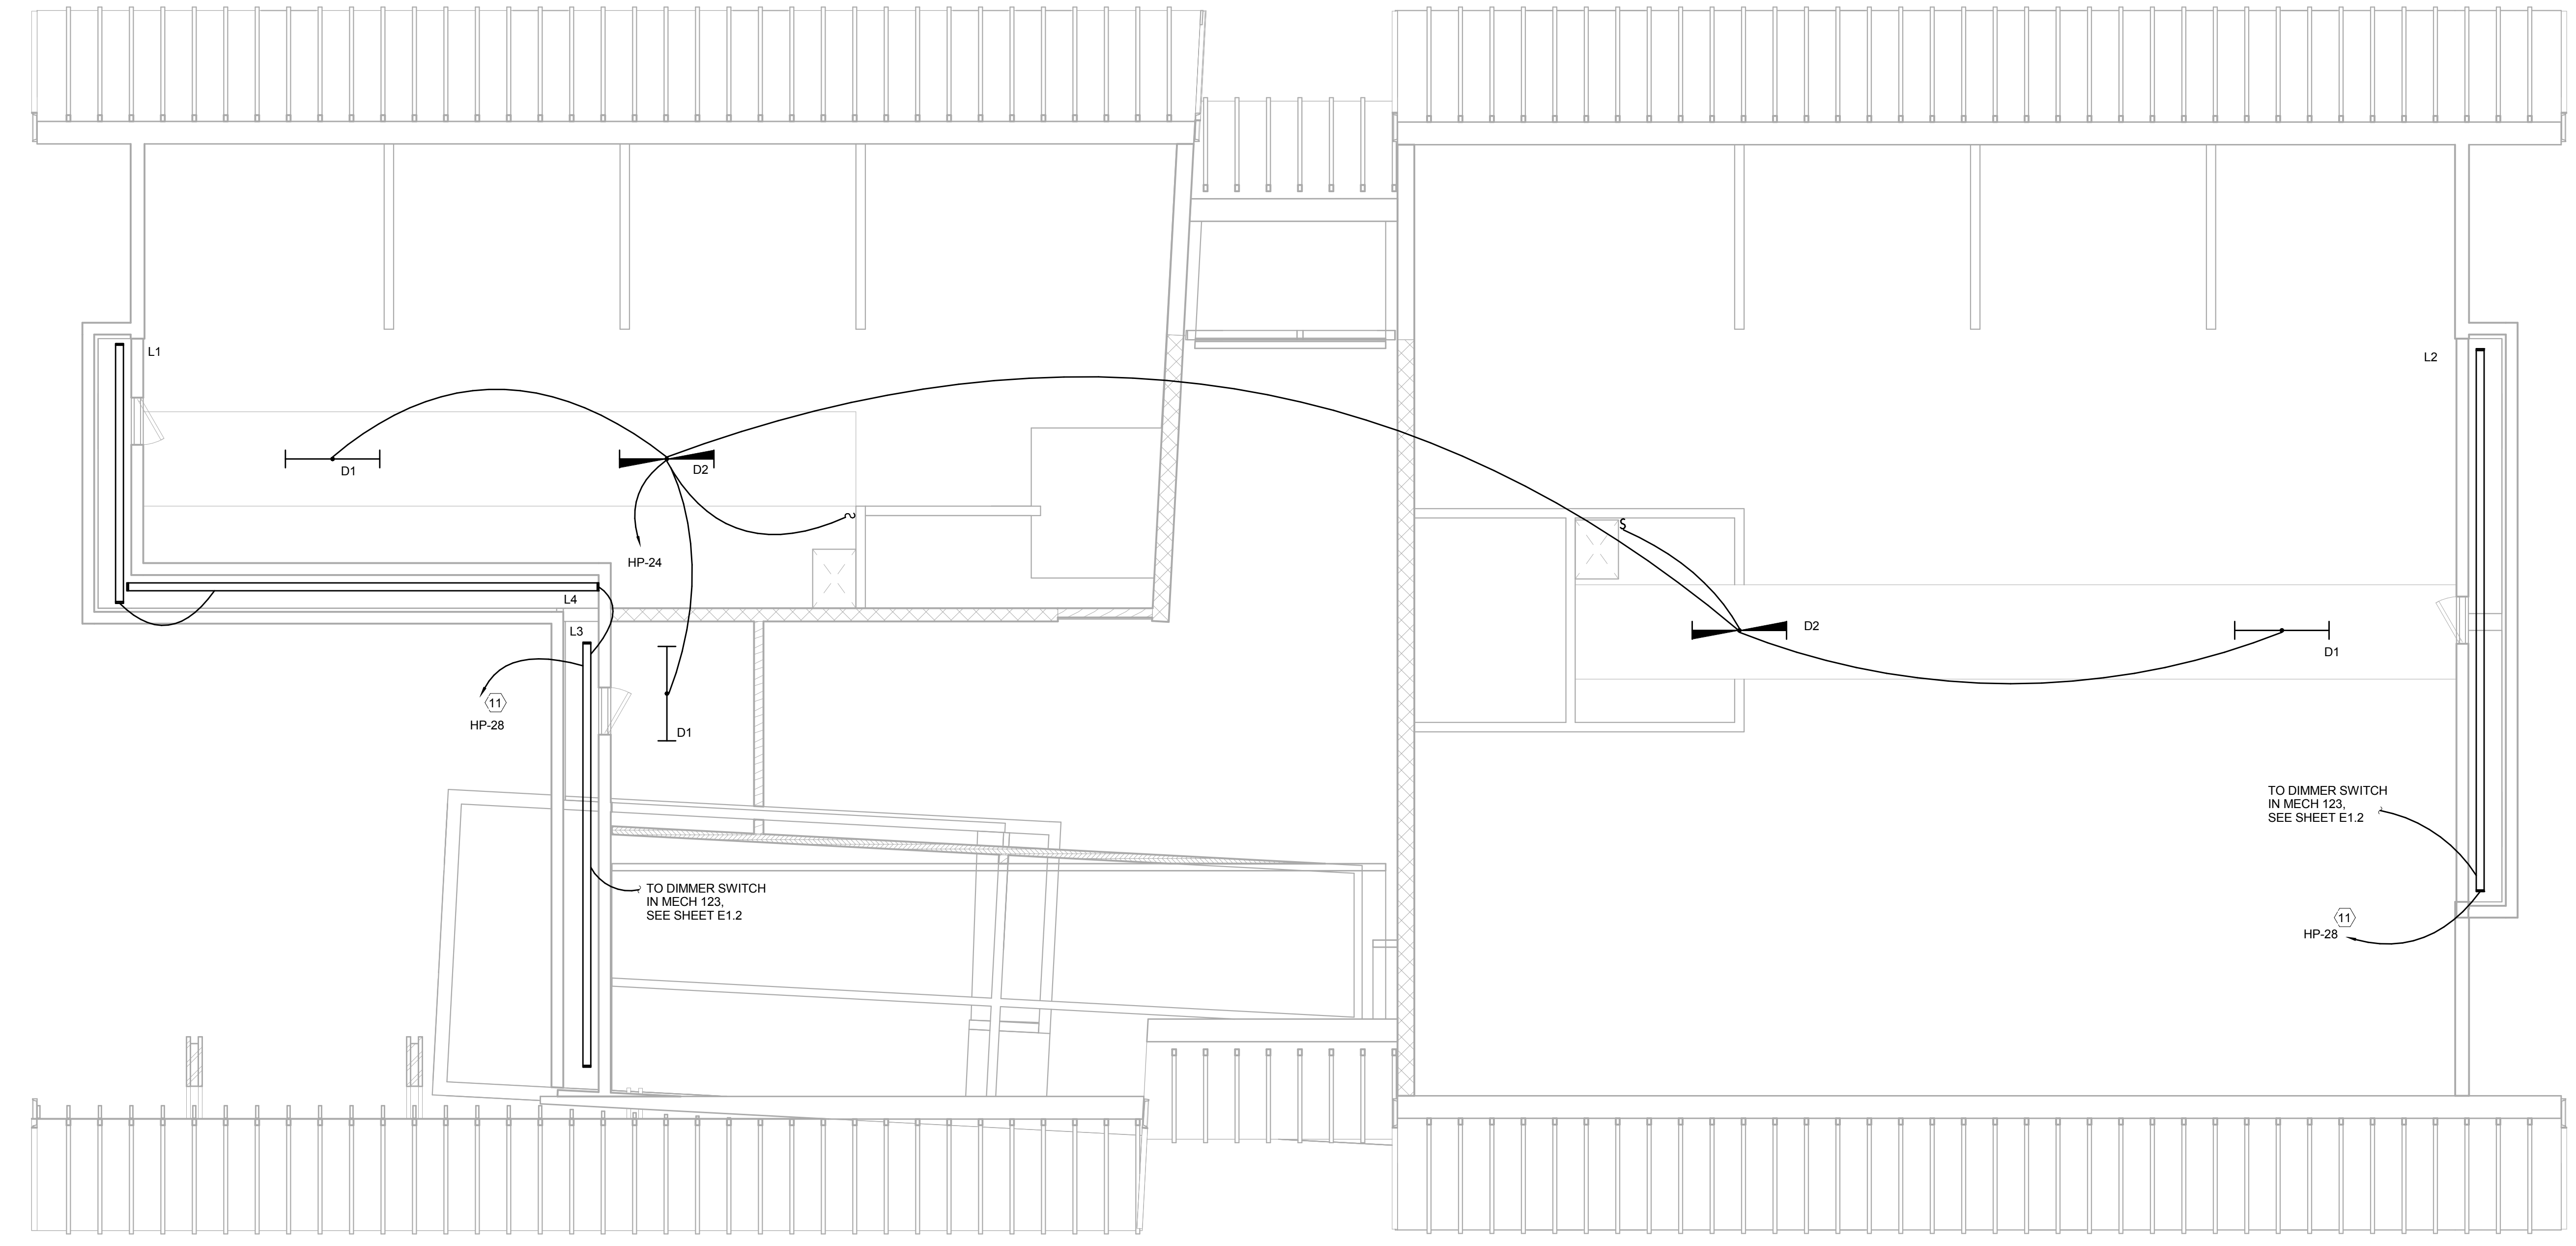 L1
L2
D1
D2
HP-24
L4
L3
11
HP-28
D1
D2
D1
TO DIMMER SWITCH
IN MECH 123,
SEE SHEET E1.2
TO DIMMER SWITCH
IN MECH 123,
SEE SHEET E1.2
11
HP-28
S
S